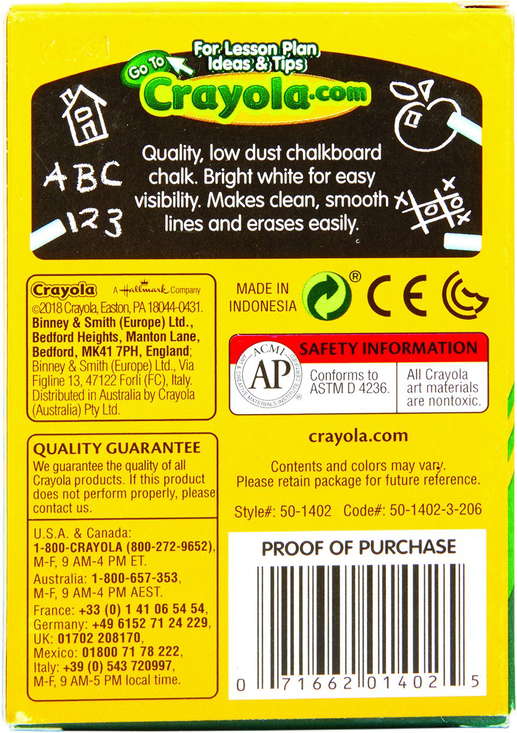 For Lesson Plan
Ideas & Tips
Go To
Crayola.com
Quality, low dust chalkboard
chalk. Bright white for easy
visibility. Makes clean, smooth
lines and erases easily.
ABC
123
X
X
O
X
O
O
X
Crayola A Hallmark Company
©2018 Crayola, Easton, PA 18044-0431.
Binney & Smith (Europe) Ltd.,
Bedford Heights, Manton Lane,
Bedford, MK41 7PH, England;
Binney & Smith (Europe) Ltd., Via
Figline 13, 47122 Forlì (FC), Italy.
Distributed in Australia by Crayola
(Australia) Pty Ltd.
MADE IN
INDONESIA
®
CE
ACMI
AP
SAFETY INFORMATION
Conforms to
ASTM D 4236.
All Crayola
art materials
are nontoxic.
QUALITY GUARANTEE
We guarantee the quality of all
Crayola products. If this product
does not perform properly, please
contact us.
U.S.A. & Canada:
1-800-CRAYOLA (800-272-9652),
M-F, 9 AM-4 PM ET.
Australia: 1-800-657-353,
M-F, 9 AM-4 PM AEST.
France: +33 (0) 1 41 06 54 54,
Germany: +49 6152 71 24 229,
UK: 01702 208170,
Mexico: 01800 71 78 222,
Italy: +39 (0) 543 720997,
M-F, 9 AM-5 PM local time.
crayola.com
Contents and colors may vary.
Please retain package for future reference.
Style#: 50-1402 Code#: 50-1402-3-206
PROOF OF PURCHASE
0 71662 01402 5